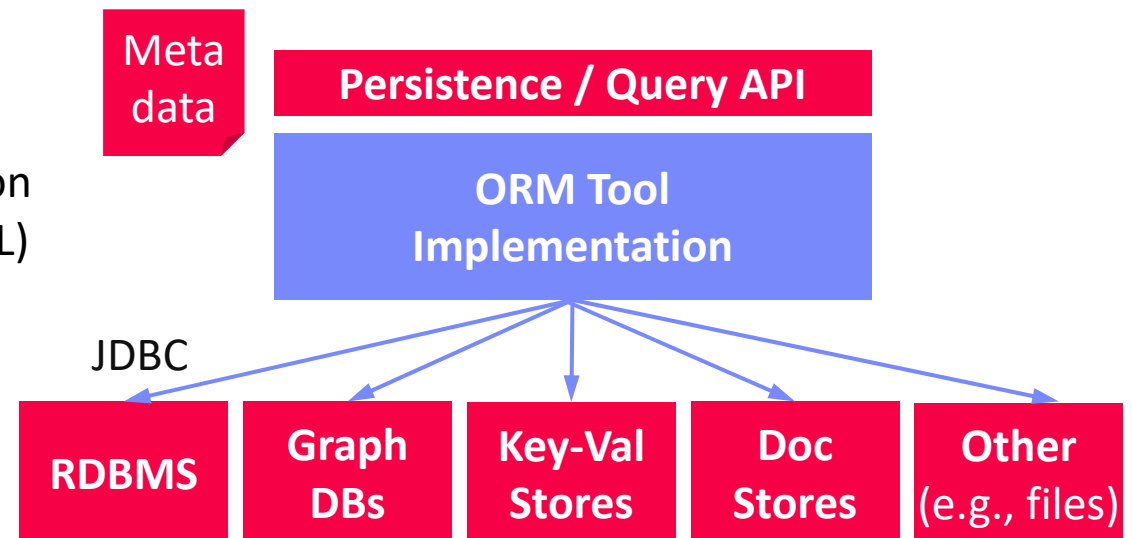 Meta
data
Persistence / Query API
on
L)
ORM Tool
Implementation
JDBC
RDBMS
Graph
DBs
Key-Val
Stores
Doc
Stores
Other
(e.g., files)